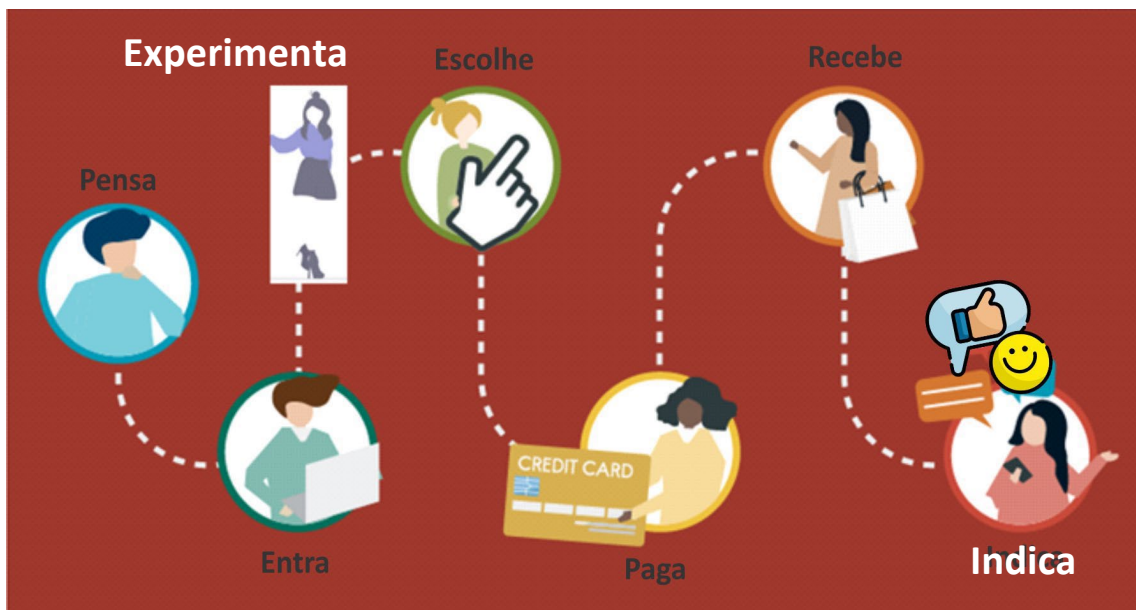 Pensa
Entra
Experimenta
Escolhe
CREDIT CARD
Paga
Recebe
Indica